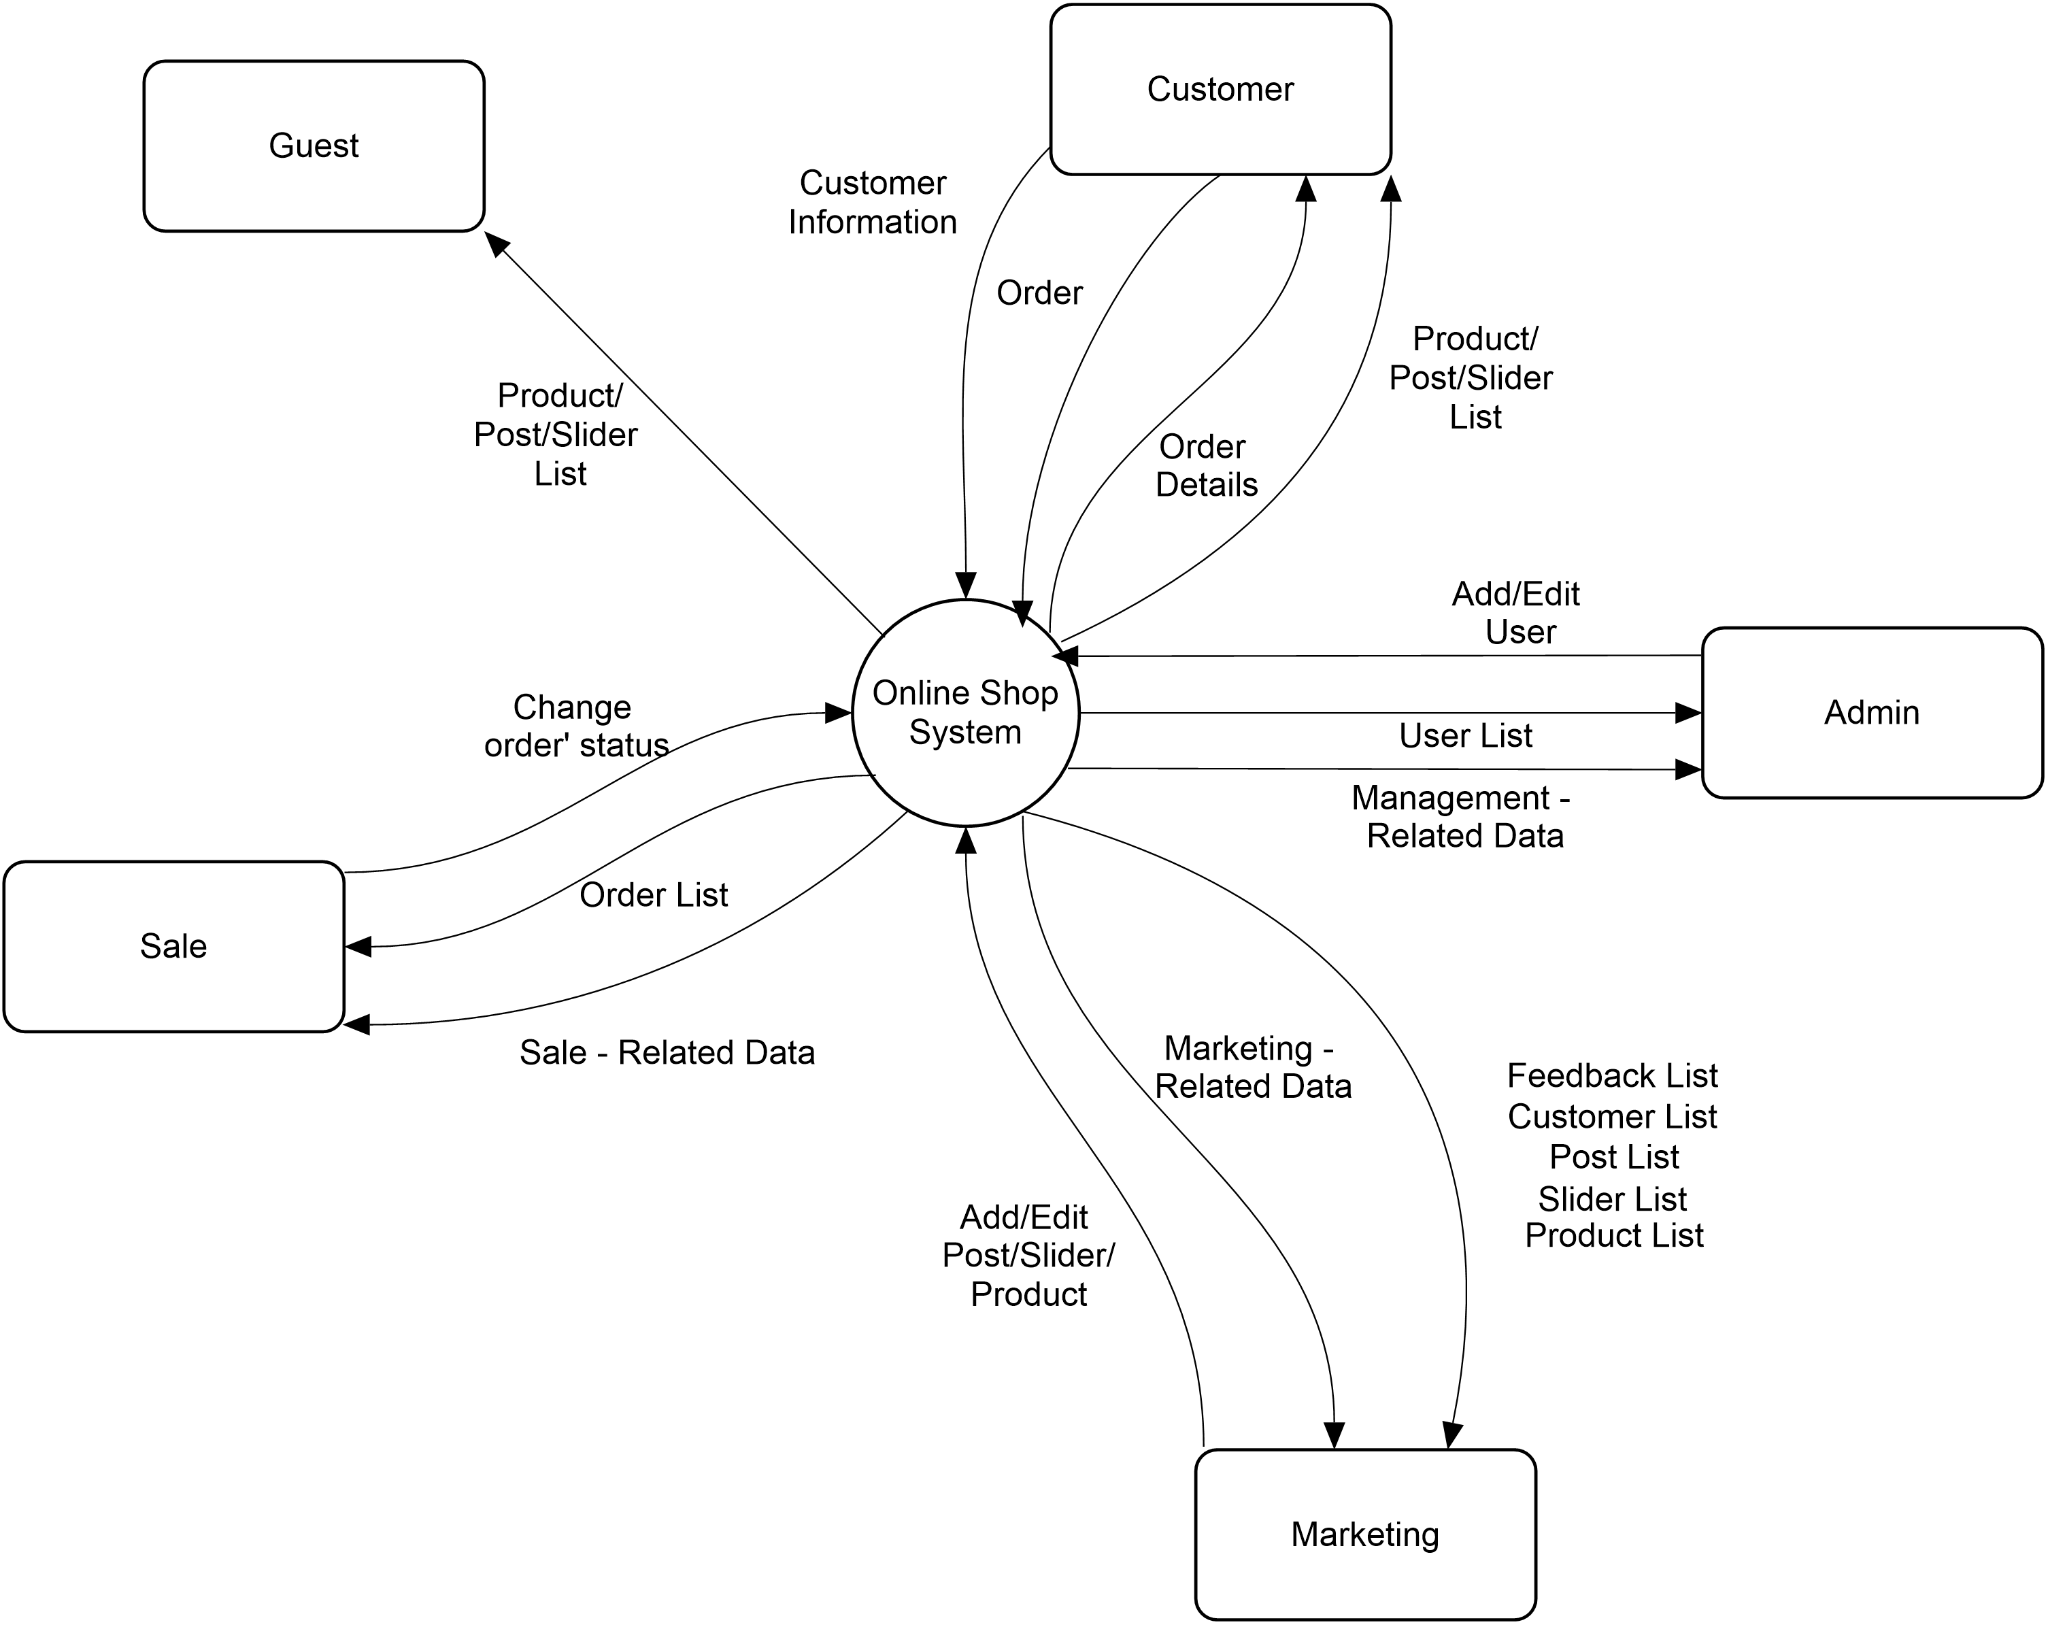 Customer
Guest
Customer
Information
Order
Product/
Post/Slider
List
Product/
Post/Slider
List
Order
Details
Add/Edit
User
Online Shop
System
Admin
Change
order' status
User List
Management -
Related Data
Order List
Sale
Sale - Related Data
Marketing -
Related Data
Feedback List
Customer List
Post List
Slider List
Product List
Add/Edit
Post/Slider/
Product
Marketing